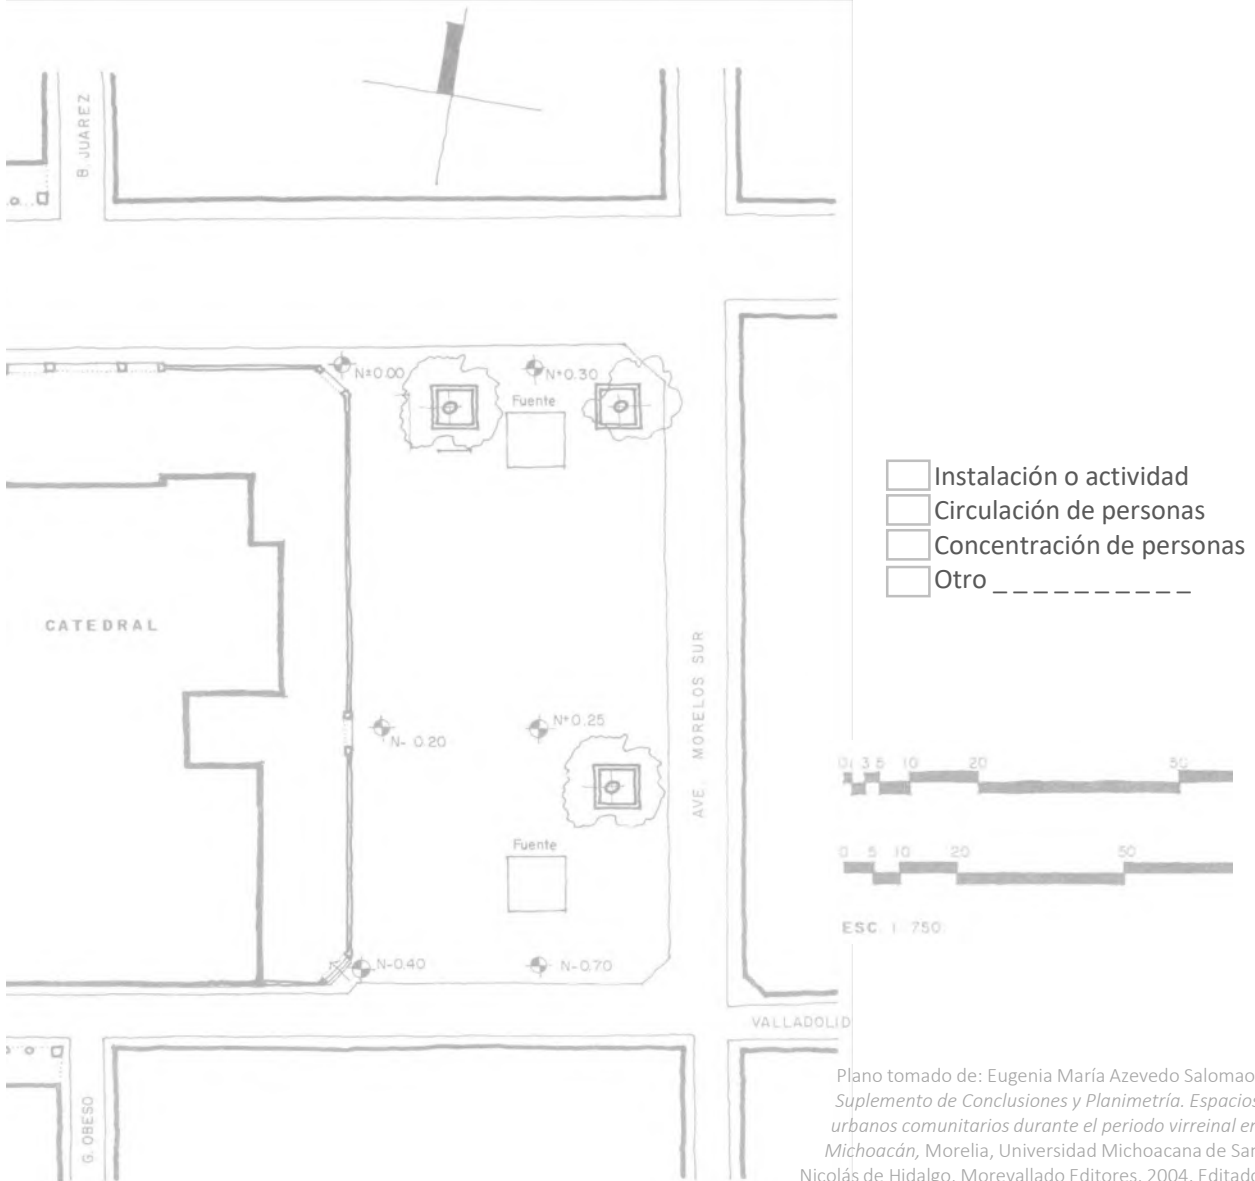 B. JUAREZ
N±0.00
N+0.30
Fuente
Instalación o actividad
Circulación de personas
Concentración de personas
Otro _ _ _ _ _ _ _ _ _ _
CATEDRAL
AVE. MORELOS SUR
N- 0.20
N+0.25
0 1 3 5 10 20 50
Fuente
0 5 10 20 50
ESC. 1:750
N-0.40
N-0.70
VALLADOLID
G. OBESO
Plano tomado de: Eugenia María Azevedo Salomao
Suplemento de Conclusiones y Planimetría. Espacios
urbanos comunitarios durante el periodo virreinal en
Michoacán, Morelia, Universidad Michoacana de San
Nicolás de Hidalgo, Morevallado Editores, 2004. Editado